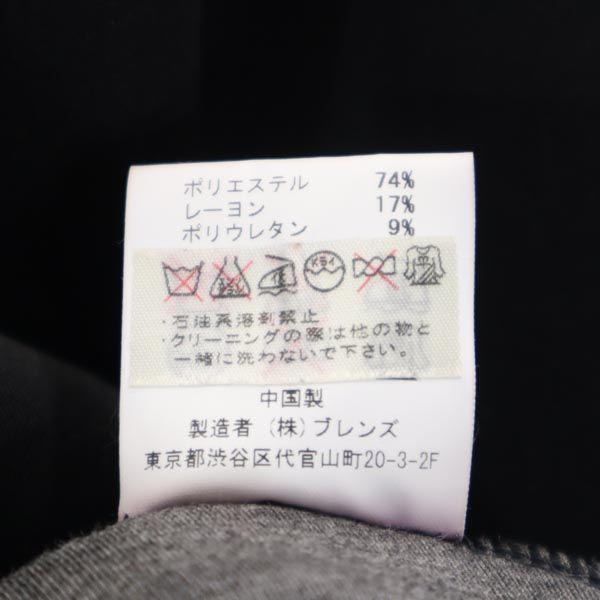 ポリエステル 74%
レーヨン 17%
ポリウレタン 9%
ドライ
・石油系溶剤禁止
・クリーニングの際は他の物と
一緒に洗わないで下さい。
中国製
製造者 (株)ブレンズ
東京都渋谷区代官山町20-3-2F